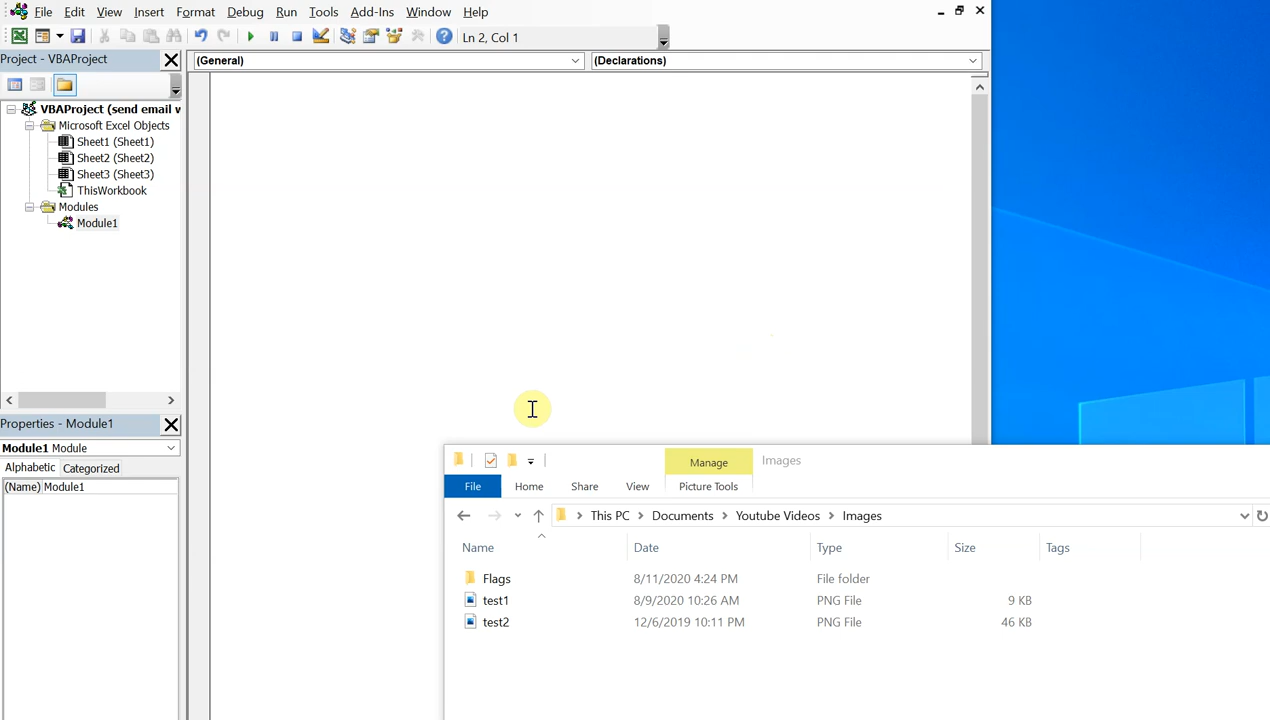 File Edit View Insert Format Debug Run Tools Add-Ins Window Help
Ln 2, Col 1
Project - VBAProject
(General) (Declarations)
VBAProject (send email w
Microsoft Excel Objects
Sheet1 (Sheet1)
Sheet2 (Sheet2)
Sheet3 (Sheet3)
ThisWorkbook
Modules
Module1
Properties - Module1
Module1 Module
Alphabetic Categorized
(Name) Module1
Manage Images
File Home Share View Picture Tools
This PC Documents Youtube Videos Images
Name Date Type Size Tags
Flags 8/11/2020 4:24 PM File folder
test1 8/9/2020 10:26 AM PNG File 9 KB
test2 12/6/2019 10:11 PM PNG File 46 KB